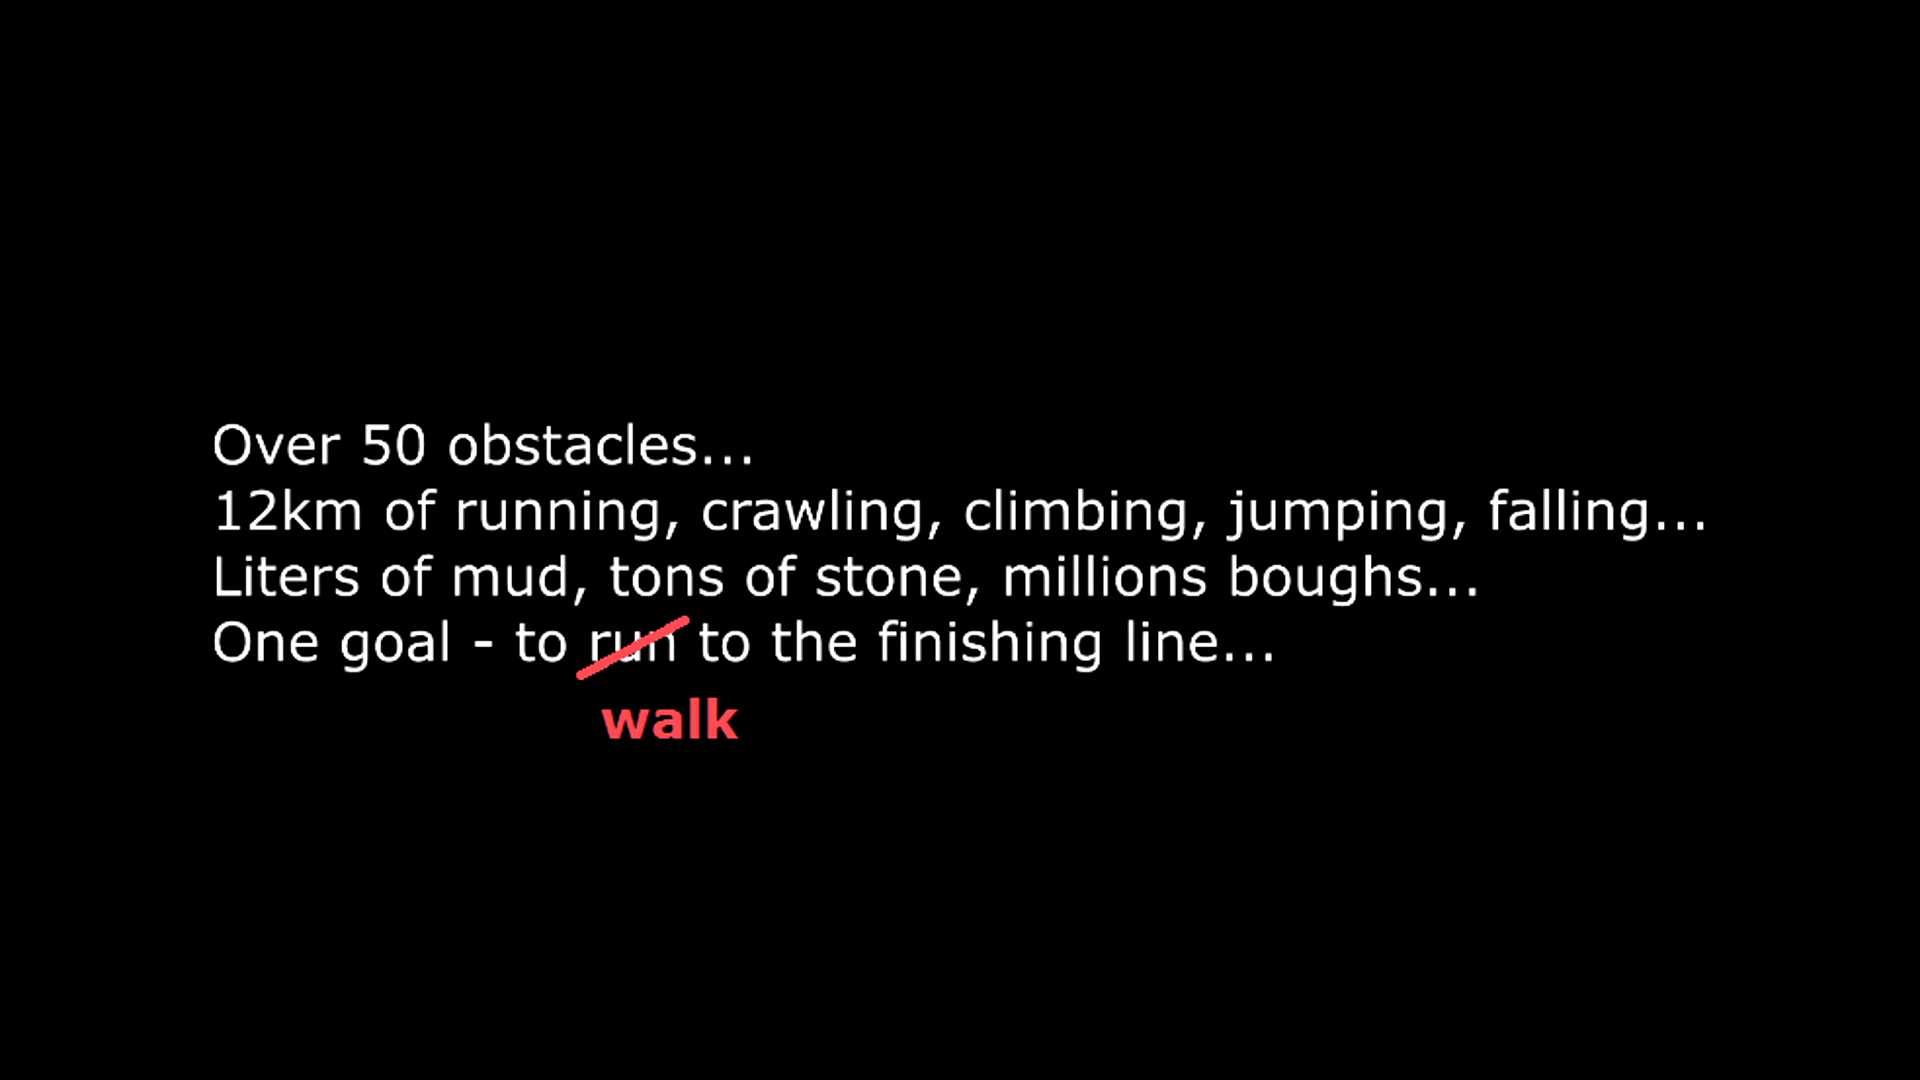 Over 50 obstacles...
12km of running, crawling, climbing, jumping, falling...
Liters of mud, tons of stone, millions boughs...
One goal - to run to the finishing line...
walk